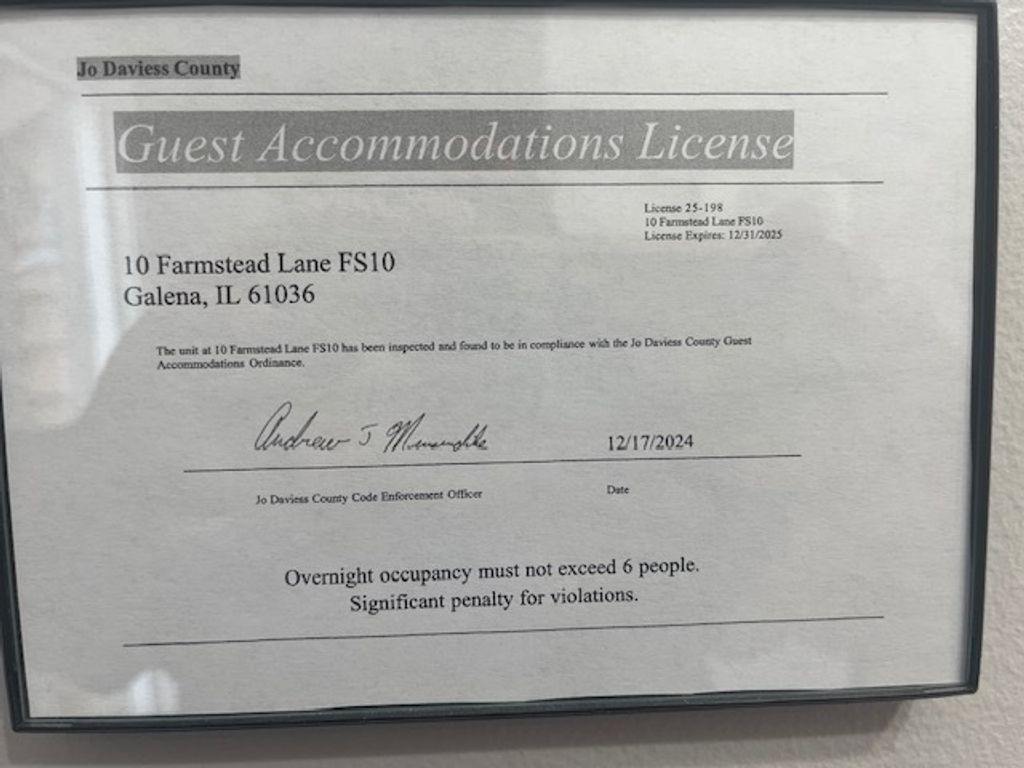 Jo Daviess County
Guest Accommodations License
License 25-198
10 Farmstead Lane FS10
License Expires: 12/31/2025
10 Farmstead Lane FS10
Galena, IL 61036
The unit at 10 Farmstead Lane FS10 has been inspected and found to be in compliance with the Jo Daviess County Guest
Accommodations Ordinance.
Andrew J
12/17/2024
Jo Daviess County Code Enforcement Officer
Date
Overnight occupancy must not exceed 6 people.
Significant penalty for violations.